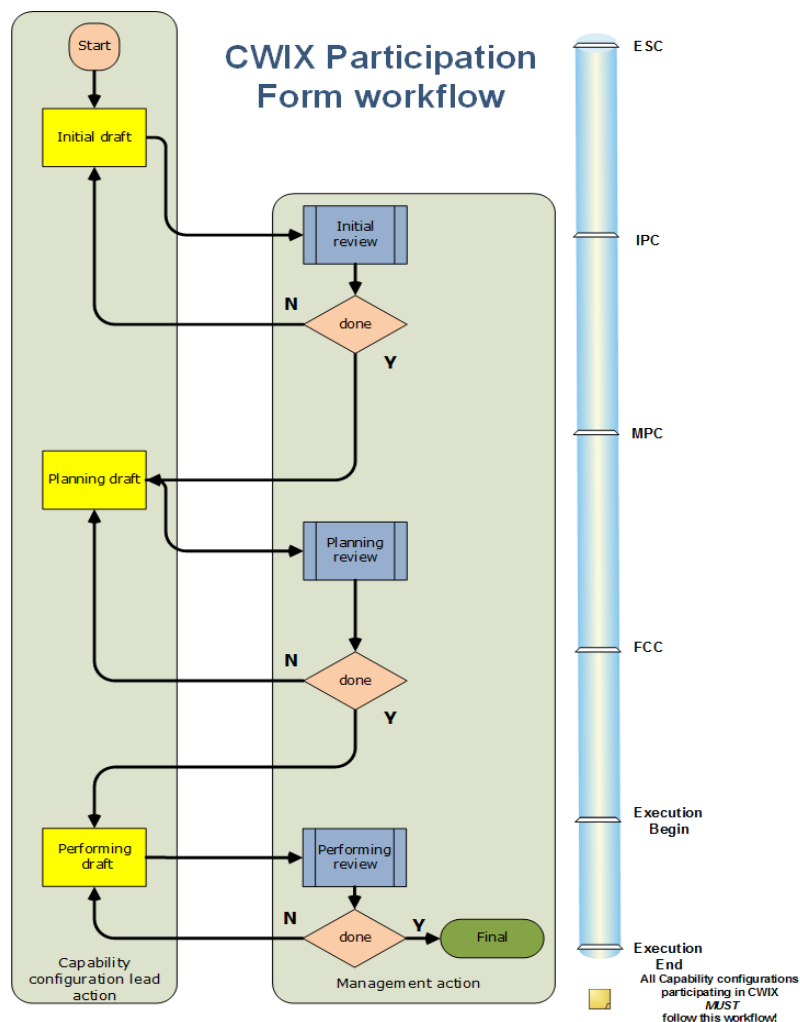 Start
CWIX Participation
Form workflow
ESC
Initial draft
Initial
review
IPC
N
done
Y
MPC
Planning draft
Planning
review
FCC
N
done
Y
Execution
Begin
Performing
draft
Performing
review
N
done
Y
Final
Execution
End
Capability
configuration lead
action
Management action
All Capability configurations
participating in CWIX
MUST
follow this workflow!